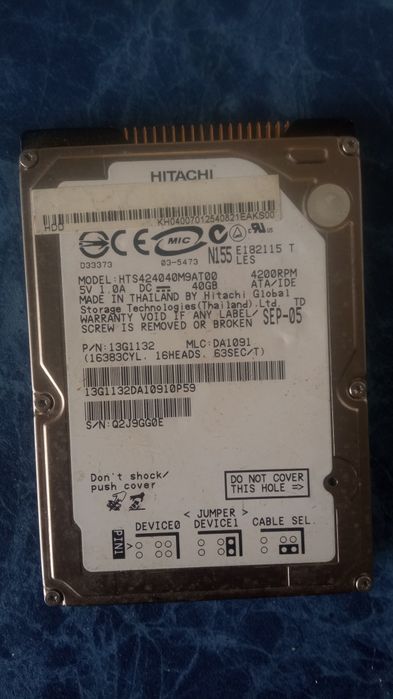 HITACHI
HDD
KH04007012540821EAKS00
D33373
CE
MIC
03-5473
N155
E182115 T
LES
MODEL: HTS424040M9AT00 4200RPM
5V 1.0A DC 40GB ATA/IDE
MADE IN THAILAND BY Hitachi Global
Storage Technologies(Thailand).Ltd. TD
WARRANTY VOID IF ANY LABEL/
SCREW IS REMOVED OR BROKEN
SEP-05
P/N:13G1132 MLC:DA1091
(16383CYL. 16HEADS. 63SEC/T)
13G1132DA10910P59
S/N:Q2J9GG0E
Don't shock/
push cover
DO NOT COVER
THIS HOLE =>
< JUMPER >
DEVICE0 DEVICE1 CABLE SEL.
PIN1